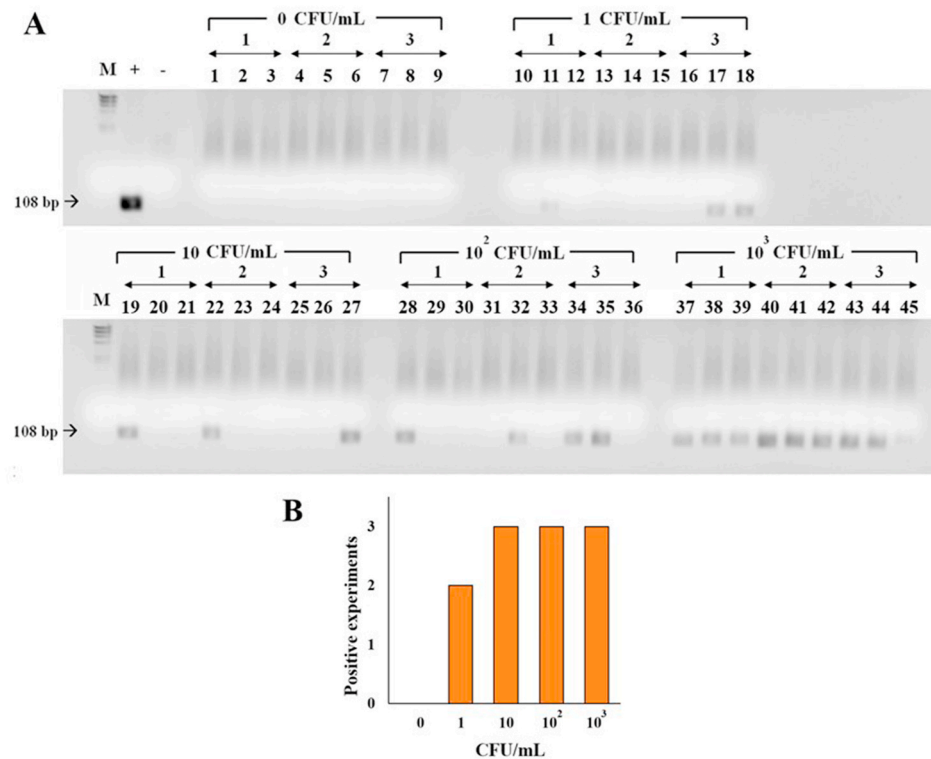 A
0 CFU/mL 1 CFU/mL
1 2 3 1 2 3
M + - 1 2 3 4 5 6 7 8 9 10 11 12 13 14 15 16 17 18
108 bp →
10 CFU/mL 10² CFU/mL 10³ CFU/mL
1 2 3 1 2 3 1 2 3
M 19 20 21 22 23 24 25 26 27 28 29 30 31 32 33 34 35 36 37 38 39 40 41 42 43 44 45
108 bp →
B
Positive experiments
3
2
1
0
0 1 10 10² 10³
CFU/mL